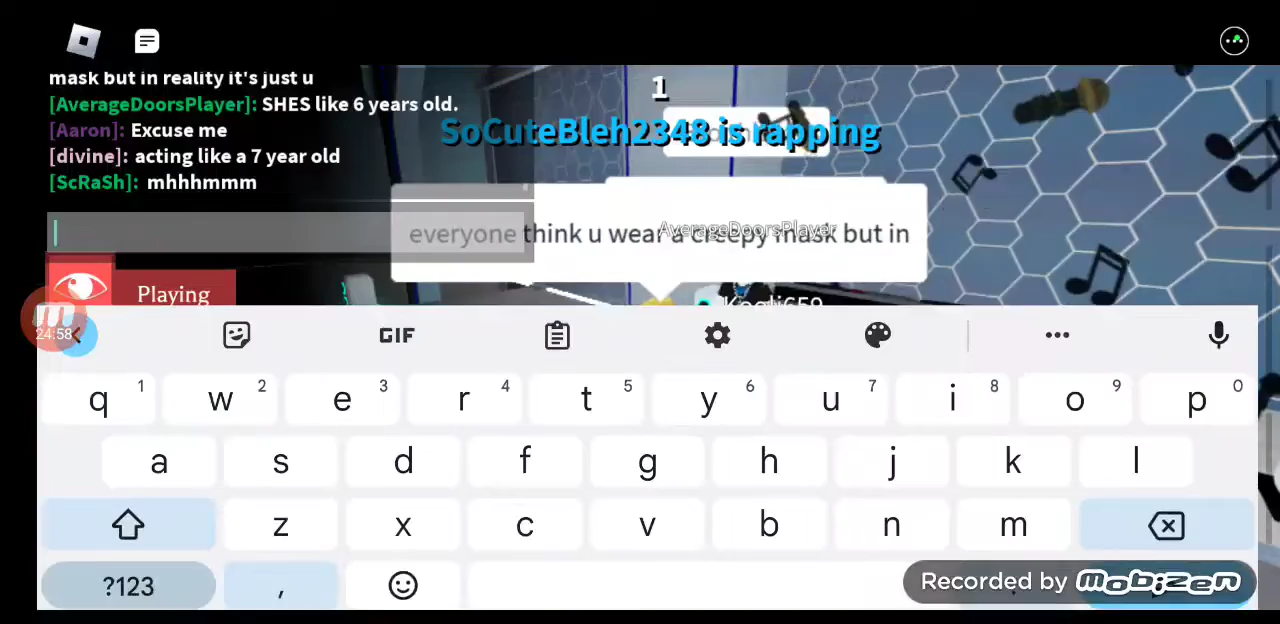 mask but in reality it's just u
[AverageDoorsPlayer]: SHES like 6 years old.
[Aaron]: Excuse me
[divine]: acting like a 7 year old
[ScRaSh]: mhhhmmm
1
SoCuteBleh2348 is rapping
everyone think u wear a creepy mask but in
AverageDoorsPlayer
Playing
Kooli659
24:58
GIF
q 1 w 2 e 3 r 4 t 5 y 6 u 7 i 8 o 9 p 0
a s d f g h j k l
z x c v b n m
?123 ,
Recorded by mobizen